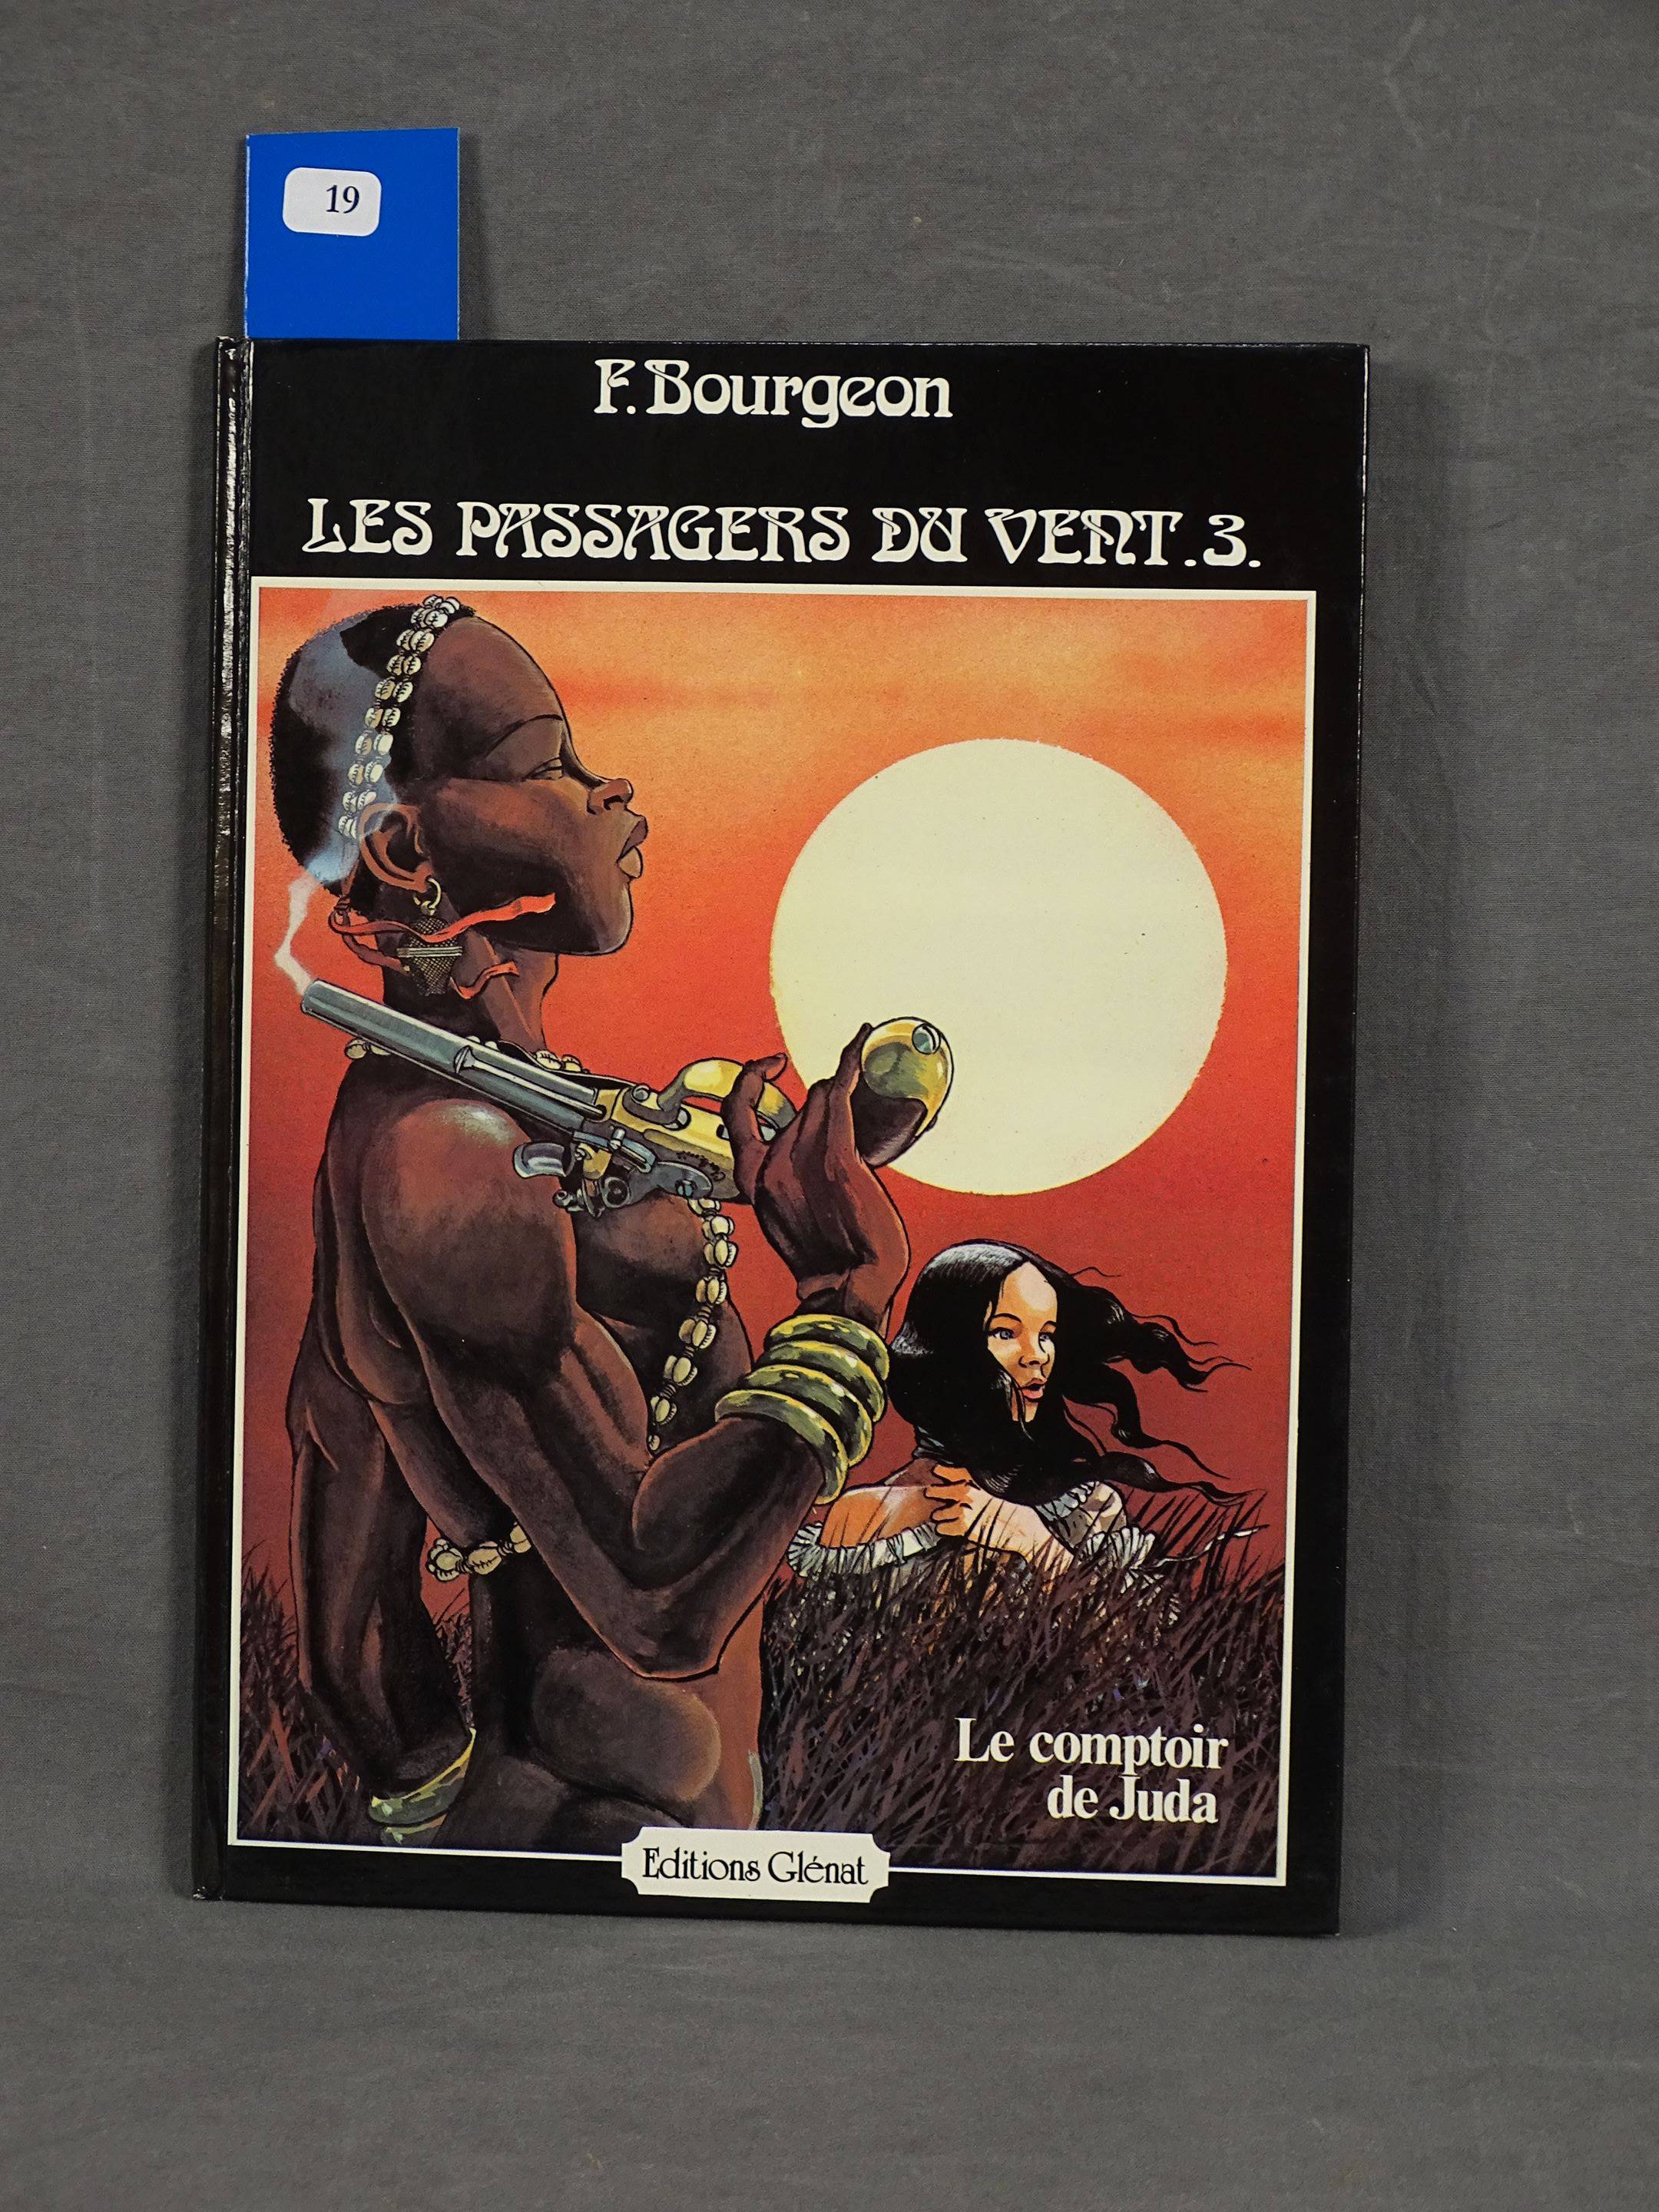 19
F. Bourgeon
LES PASSAGERS DU VENT.3.
Le comptoir
de Juda
Editions Glénat